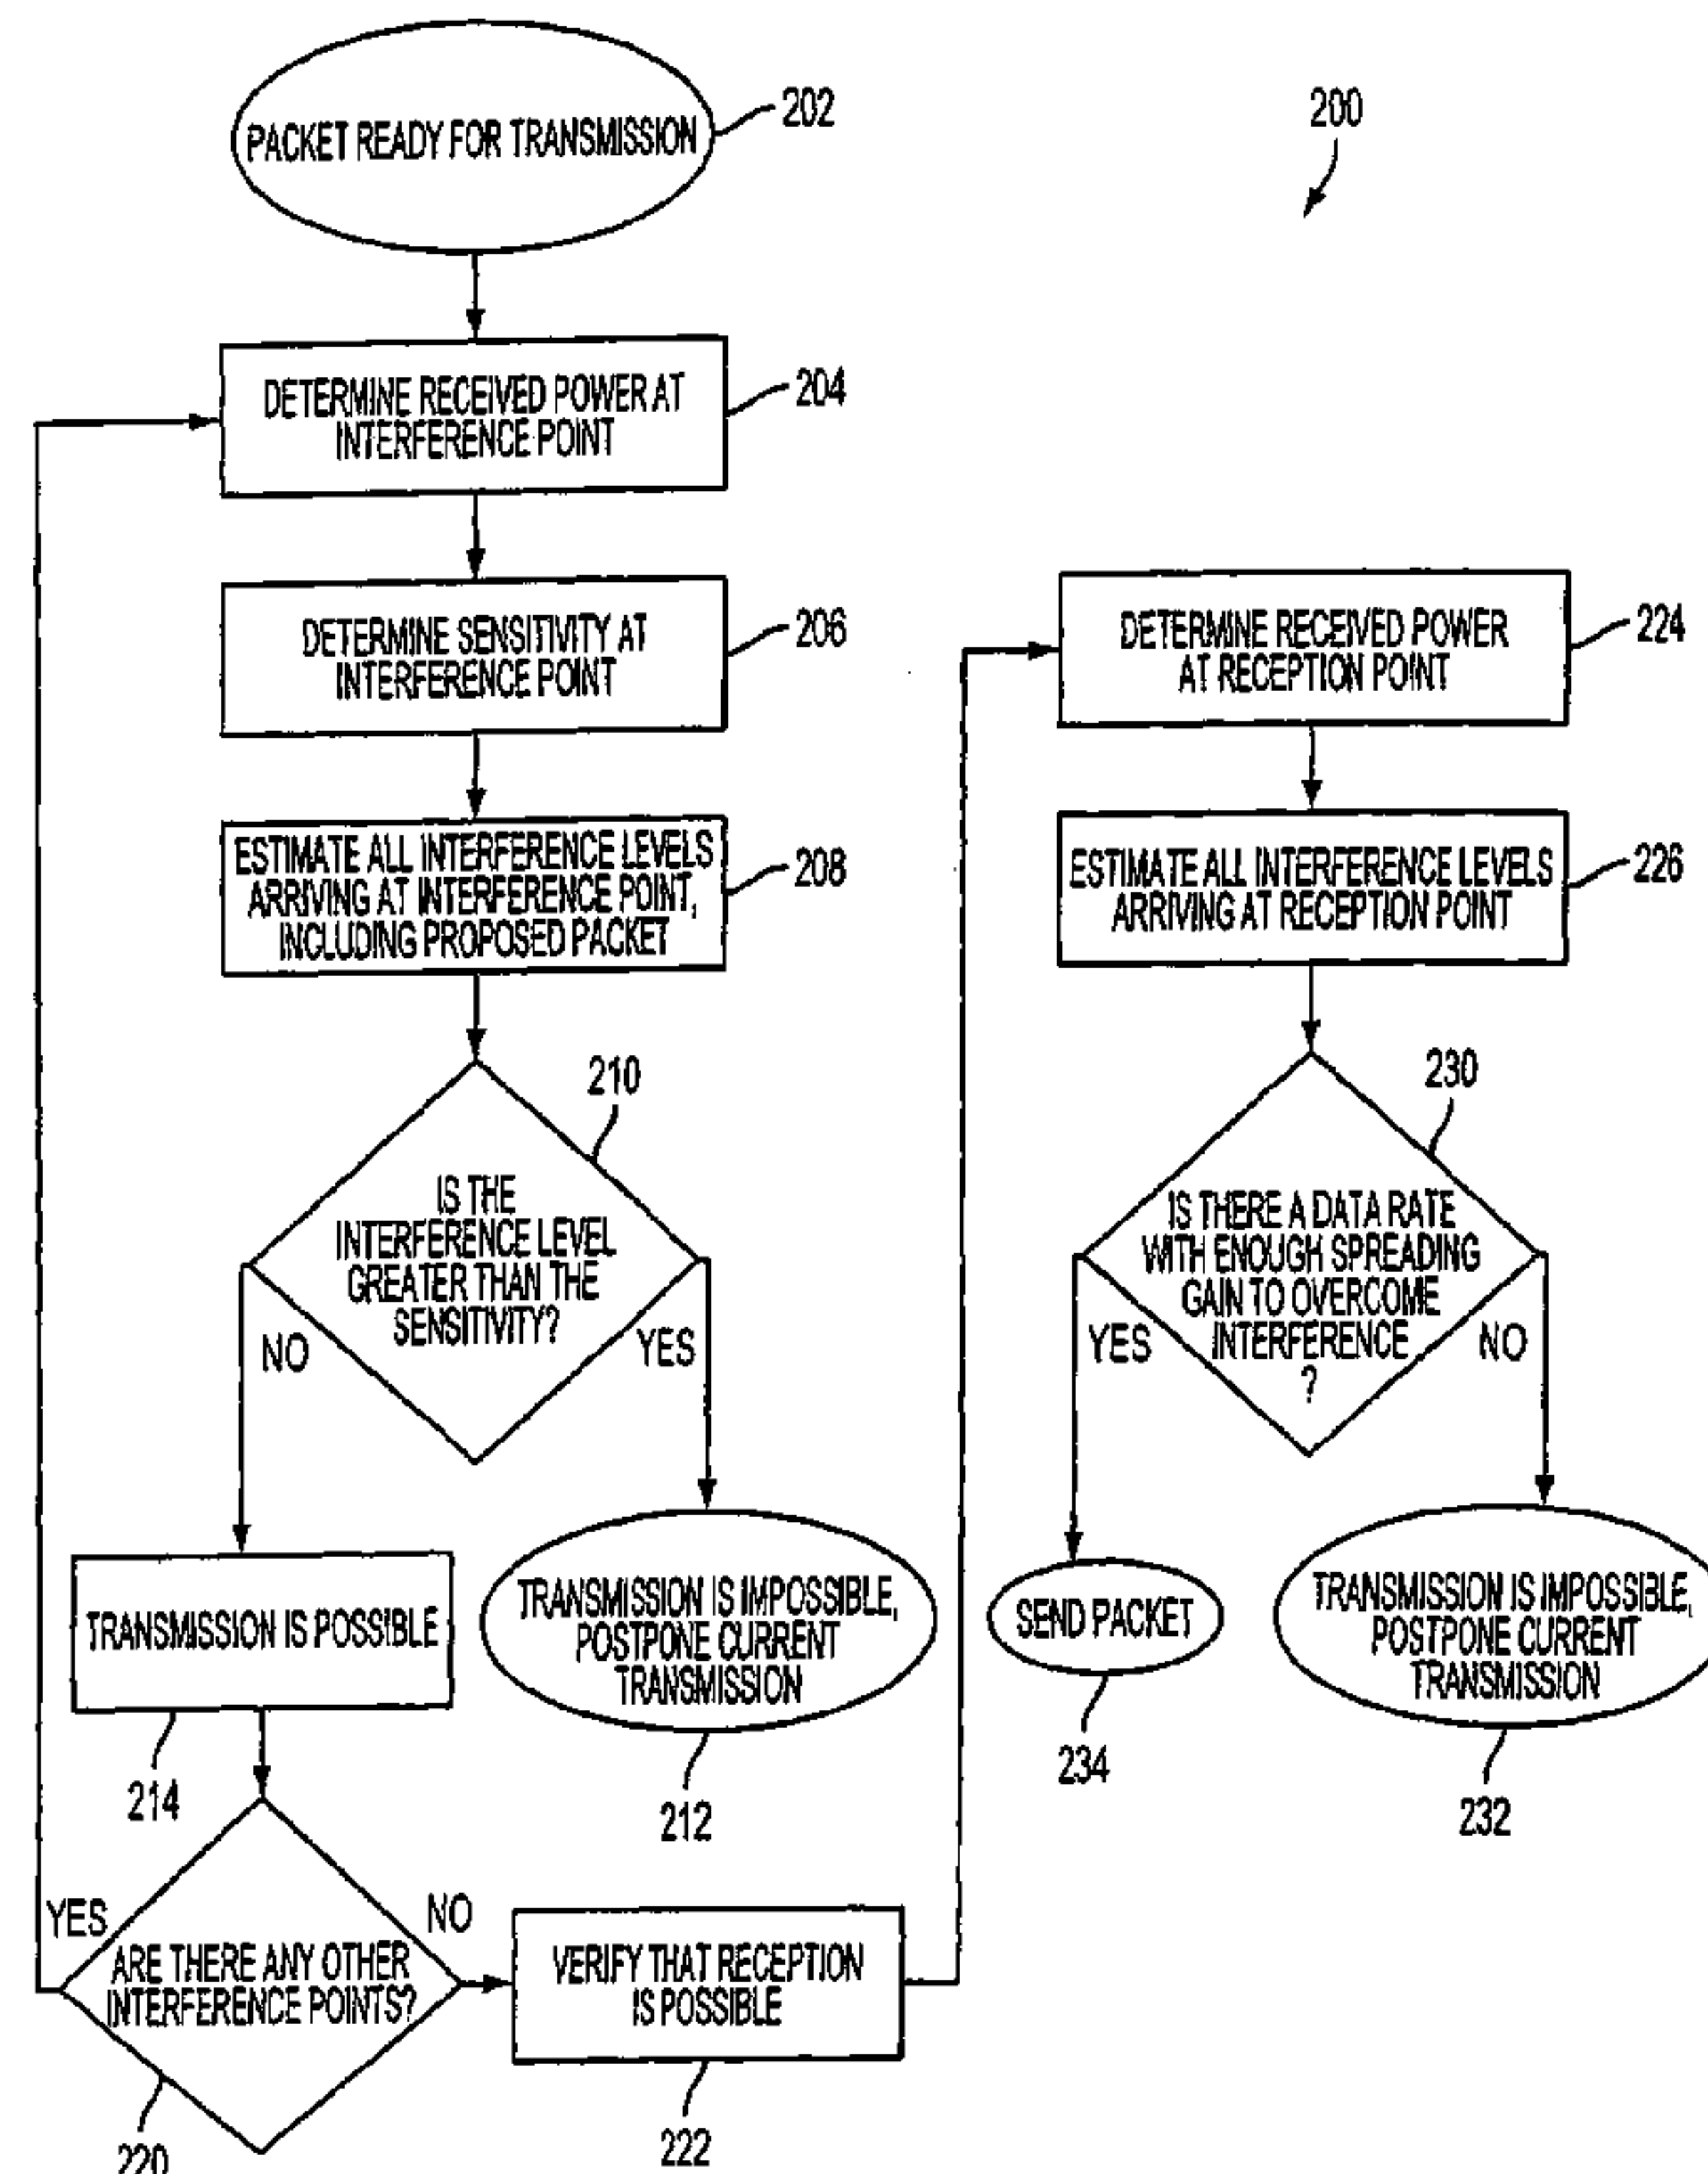 PACKET READY FOR TRANSMISSION
202
200
DETERMINE RECEIVED POWER AT
INTERFERENCE POINT
204
DETERMINE SENSITIVITY AT
INTERFERENCE POINT
206
ESTIMATE ALL INTERFERENCE LEVELS
ARRIVING AT INTERFERENCE POINT,
INCLUDING PROPOSED PACKET
208
210
IS THE
INTERFERENCE LEVEL
GREATER THAN THE
SENSITIVITY?
NO
YES
TRANSMISSION IS POSSIBLE
214
TRANSMISSION IS IMPOSSIBLE,
POSTPONE CURRENT
TRANSMISSION
212
YES
NO
ARE THERE ANY OTHER
INTERFERENCE POINTS?
220
VERIFY THAT RECEPTION
IS POSSIBLE
222
DETERMINE RECEIVED POWER
AT RECEPTION POINT
224
ESTIMATE ALL INTERFERENCE LEVELS
ARRIVING AT RECEPTION POINT
226
230
IS THERE A DATA RATE
WITH ENOUGH SPREADING
GAIN TO OVERCOME
INTERFERENCE
?
YES
NO
SEND PACKET
234
TRANSMISSION IS IMPOSSIBLE,
POSTPONE CURRENT
TRANSMISSION
232